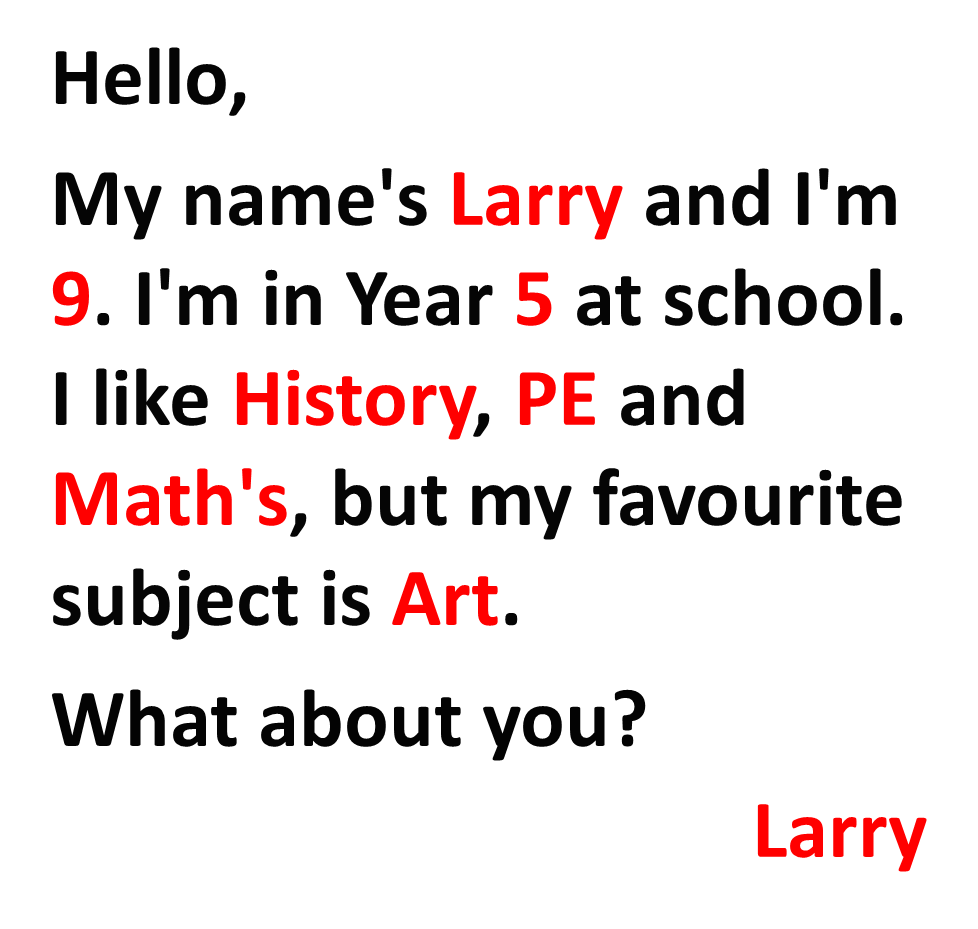 Hello,
My name's Larry and I'm
9. I'm in Year 5 at school.
I like History, PE and
Math's, but my favourite
subject is Art.
What about you?
Larry